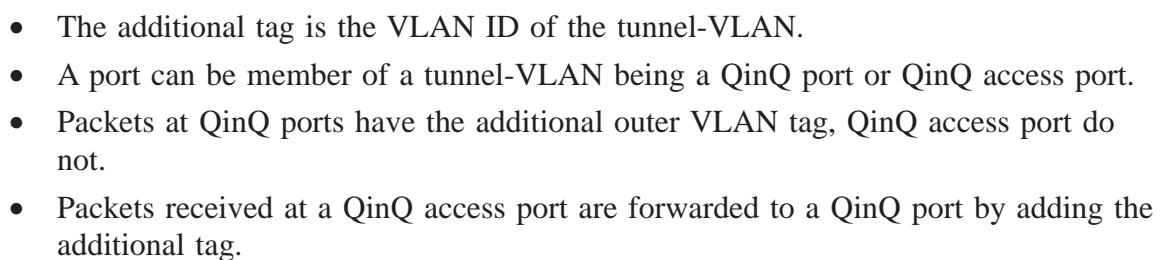 • The additional tag is the VLAN ID of the tunnel-VLAN.
• A port can be member of a tunnel-VLAN being a QinQ port or QinQ access port.
• Packets at QinQ ports have the additional outer VLAN tag, QinQ access port do
not.
• Packets received at a QinQ access port are forwarded to a QinQ port by adding the
additional tag.